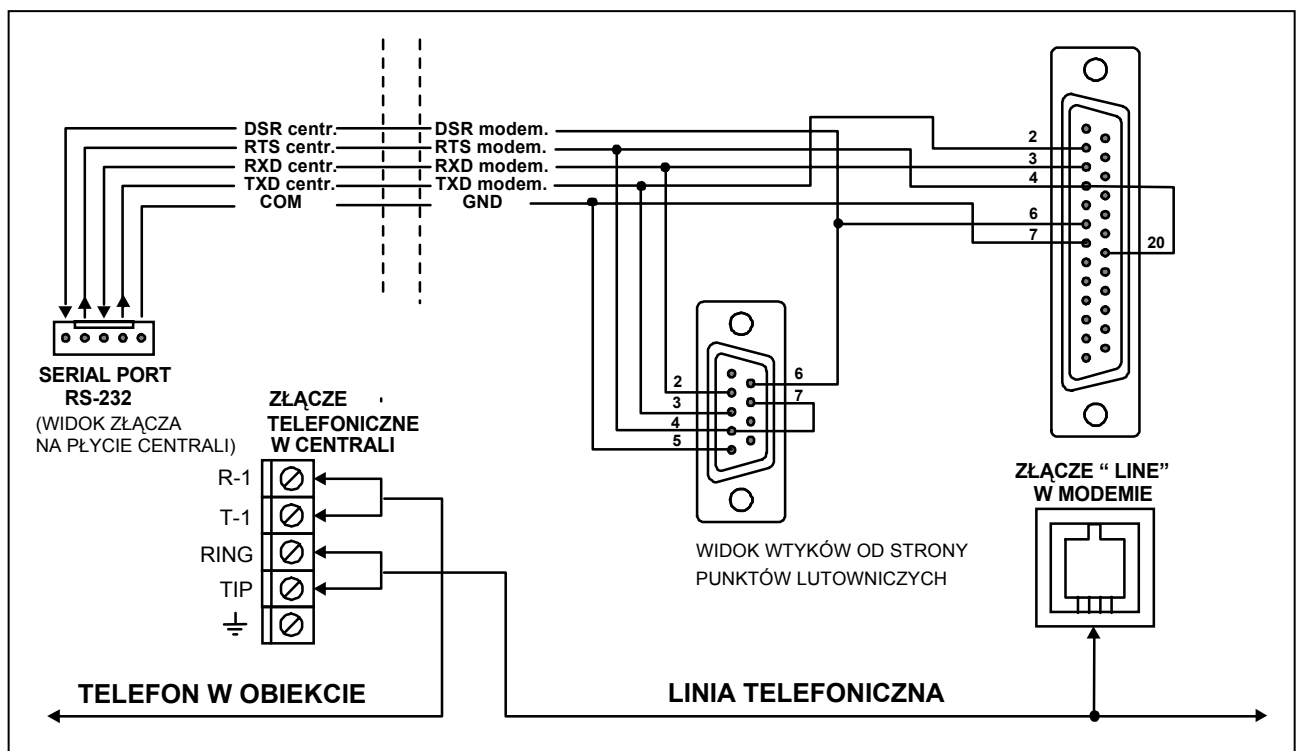 DSR centr. DSR modem.
RTS centr. RTS modem.
RXD centr. RXD modem.
TXD centr. TXD modem.
COM GND
2
3
4
6
7
20
SERIAL PORT
RS-232
(WIDOK ZŁĄCZA
NA PŁYCIE CENTRALI)
ZŁĄCZE
TELEFONICZNE
W CENTRALI
R-1
T-1
RING
TIP
2
3
4
5
6
7
WIDOK WTYKÓW OD STRONY
PUNKTÓW LUTOWNICZYCH
ZŁĄCZE “ LINE”
W MODEMIE
TELEFON W OBIEKCIE
LINIA TELEFONICZNA